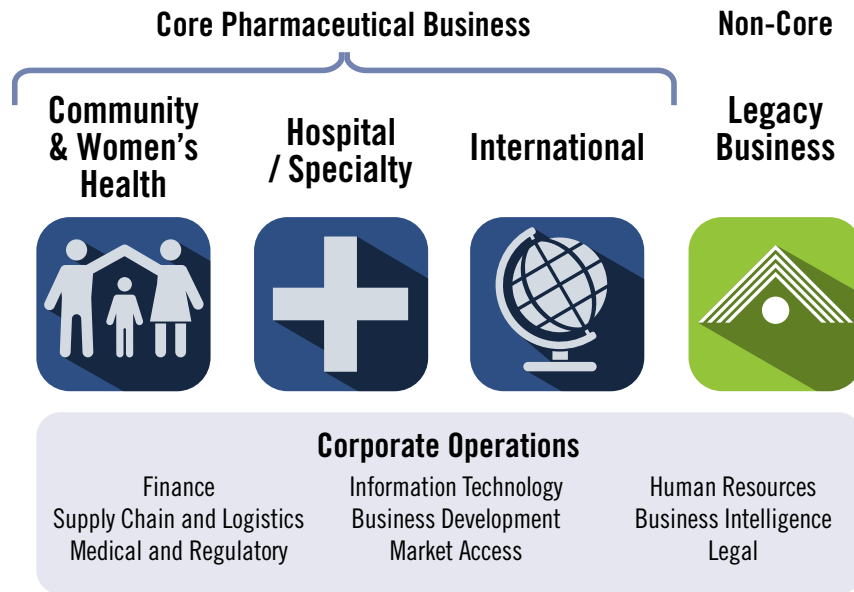 Core Pharmaceutical Business
Non-Core
Community
& Women’s
Health
Hospital
/ Specialty
International
Legacy
Business
Corporate Operations
Finance
Supply Chain and Logistics
Medical and Regulatory
Information Technology
Business Development
Market Access
Human Resources
Business Intelligence
Legal